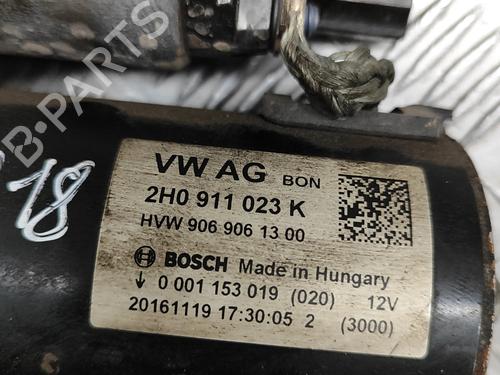 B-PARTS
18
VW AG BON
2H0 911 023 K
HVW 906 906 13 00
BOSCH Made in Hungary
↓ 0 001 153 019 (020) 12V
20161119 17:30:05 2 (3000)